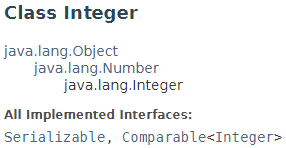 Class Integer
java.lang.Object
java.lang.Number
java.lang.Integer
All Implemented Interfaces:
Serializable, Comparable<Integer>